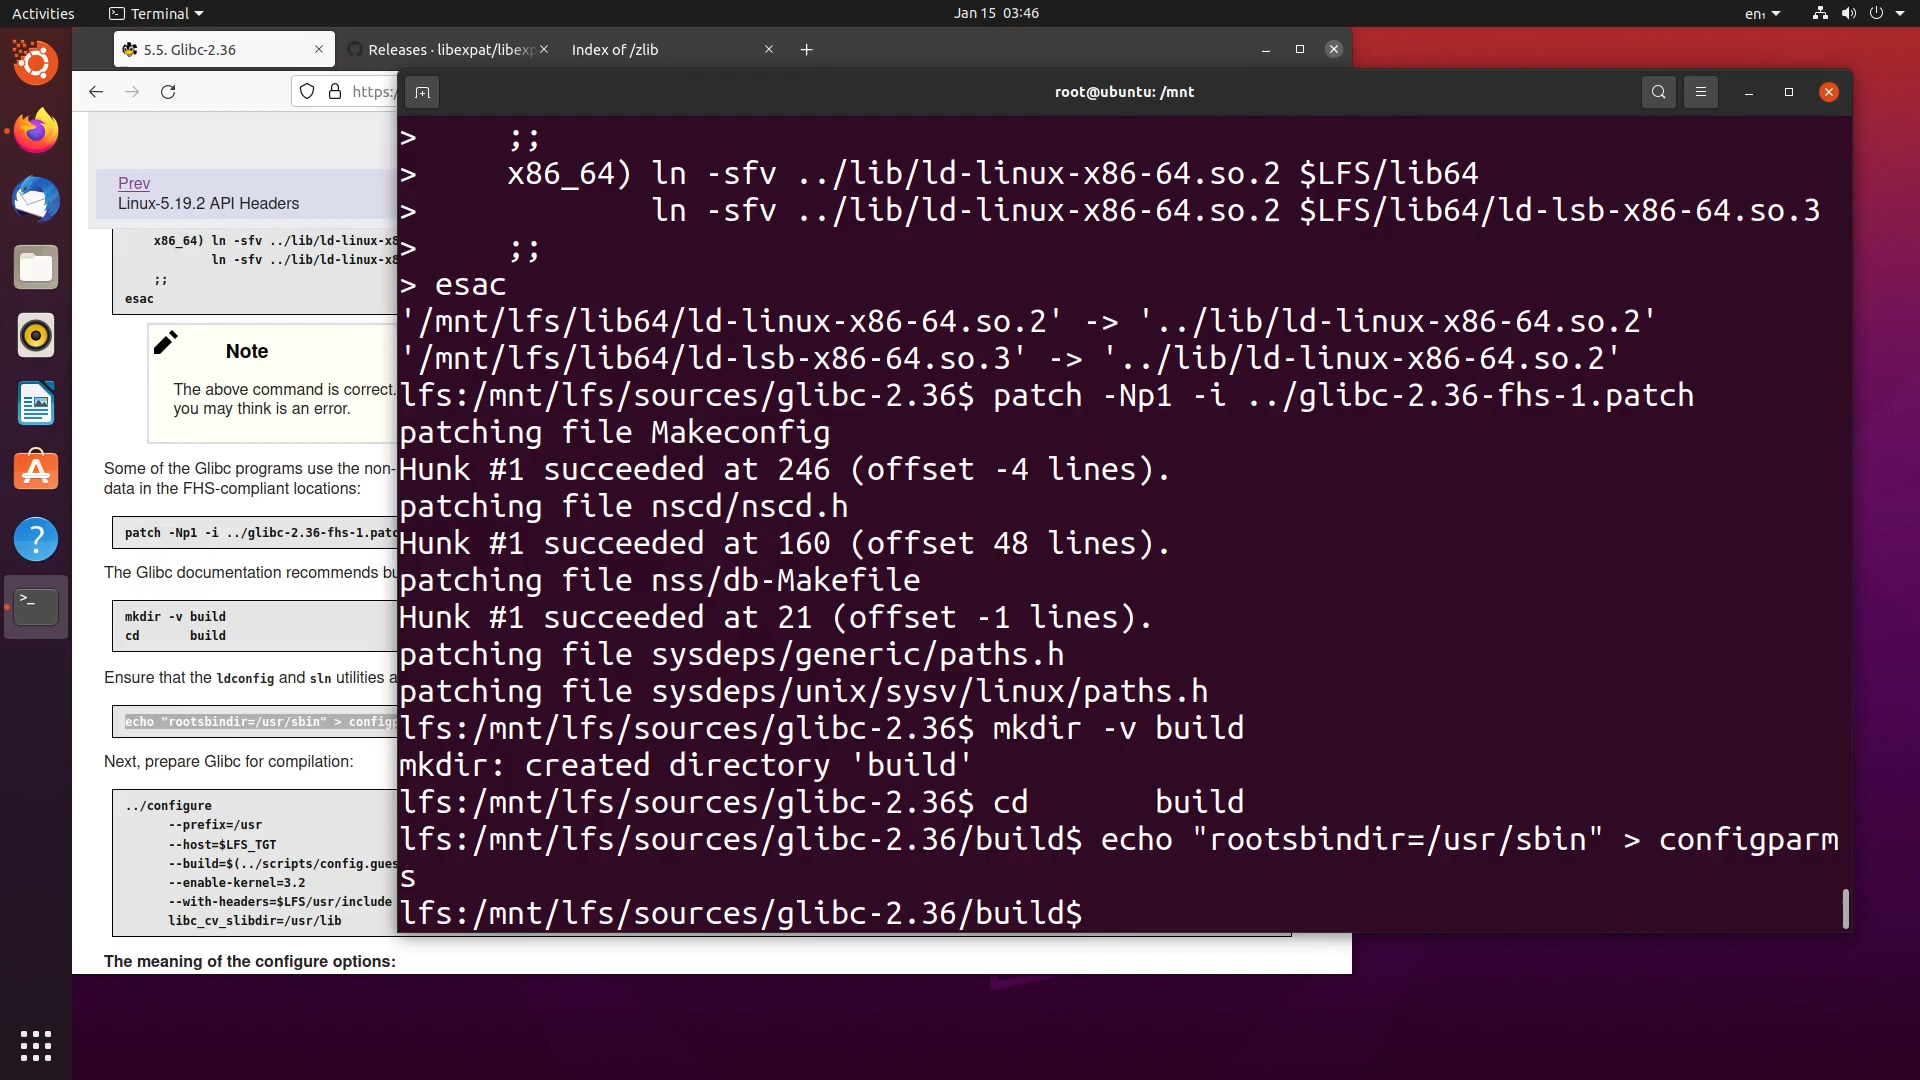 Activities
Terminal
Jan 15  03:46
en₁
5.5. Glibc-2.36
Releases · libexpat/libexp
Index of /zlib
https:/
root@ubuntu: /mnt
Prev
Linux-5.19.2 API Headers
x86_64) ln -sfv ../lib/ld-linux-x8
ln -sfv ../lib/ld-linux-x8
;;
esac
Note
The above command is correct.
you may think is an error.
Some of the Glibc programs use the non-
data in the FHS-compliant locations:
patch -Np1 -i ../glibc-2.36-fhs-1.patc
The Glibc documentation recommends bu
mkdir -v build
cd       build
Ensure that the ldconfig and sln utilities a
echo "rootsbindir=/usr/sbin" > configp
Next, prepare Glibc for compilation:
../configure
--prefix=/usr
--host=$LFS_TGT
--build=$(../scripts/config.gues
--enable-kernel=3.2
--with-headers=$LFS/usr/include
libc_cv_slibdir=/usr/lib
The meaning of the configure options:
>     ;;
>     x86_64) ln -sfv ../lib/ld-linux-x86-64.so.2 $LFS/lib64
>             ln -sfv ../lib/ld-linux-x86-64.so.2 $LFS/lib64/ld-lsb-x86-64.so.3
>     ;;
> esac
'/mnt/lfs/lib64/ld-linux-x86-64.so.2' -> '../lib/ld-linux-x86-64.so.2'
'/mnt/lfs/lib64/ld-lsb-x86-64.so.3' -> '../lib/ld-linux-x86-64.so.2'
lfs:/mnt/lfs/sources/glibc-2.36$ patch -Np1 -i ../glibc-2.36-fhs-1.patch
patching file Makeconfig
Hunk #1 succeeded at 246 (offset -4 lines).
patching file nscd/nscd.h
Hunk #1 succeeded at 160 (offset 48 lines).
patching file nss/db-Makefile
Hunk #1 succeeded at 21 (offset -1 lines).
patching file sysdeps/generic/paths.h
patching file sysdeps/unix/sysv/linux/paths.h
lfs:/mnt/lfs/sources/glibc-2.36$ mkdir -v build
mkdir: created directory 'build'
lfs:/mnt/lfs/sources/glibc-2.36$ cd       build
lfs:/mnt/lfs/sources/glibc-2.36/build$ echo "rootsbindir=/usr/sbin" > configparm
s
lfs:/mnt/lfs/sources/glibc-2.36/build$